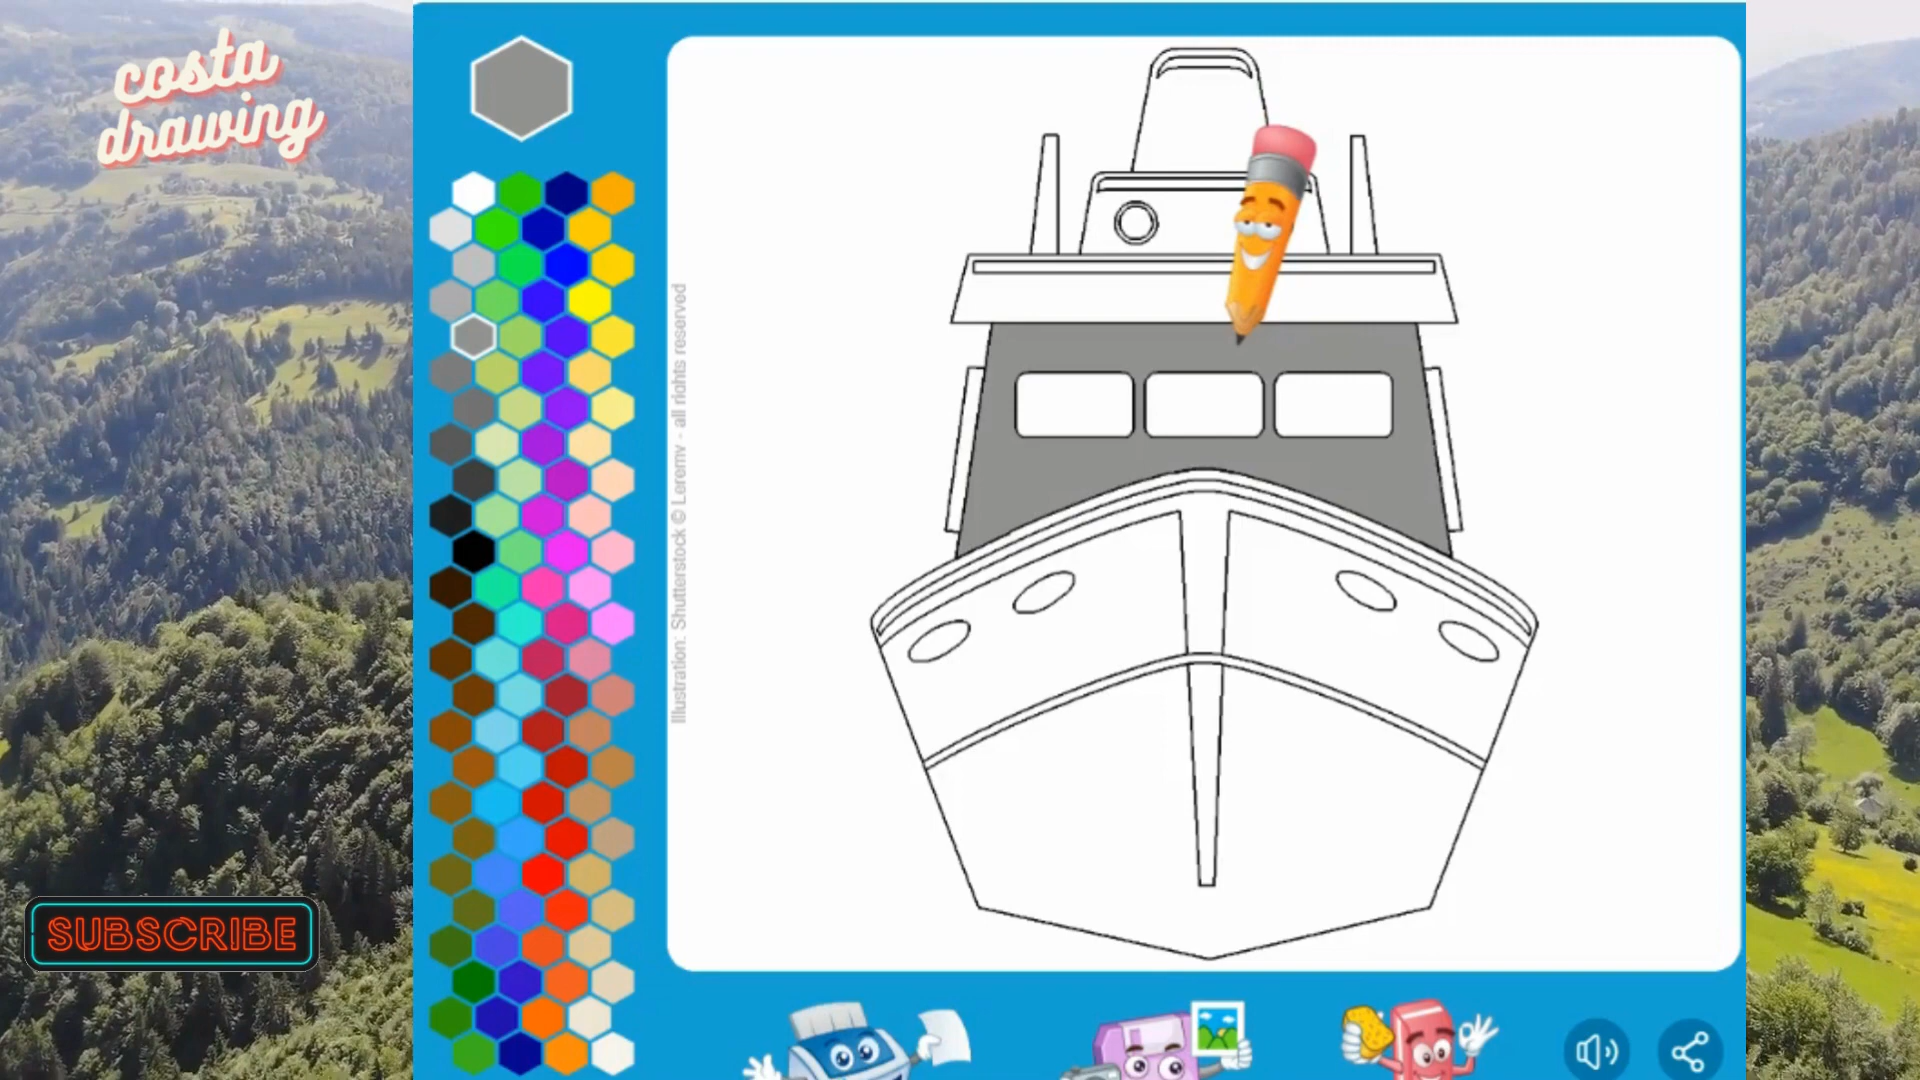 costa
drawing
Illustration: Shutterstock © Leremy - all rights reserved
SUBSCRIBE